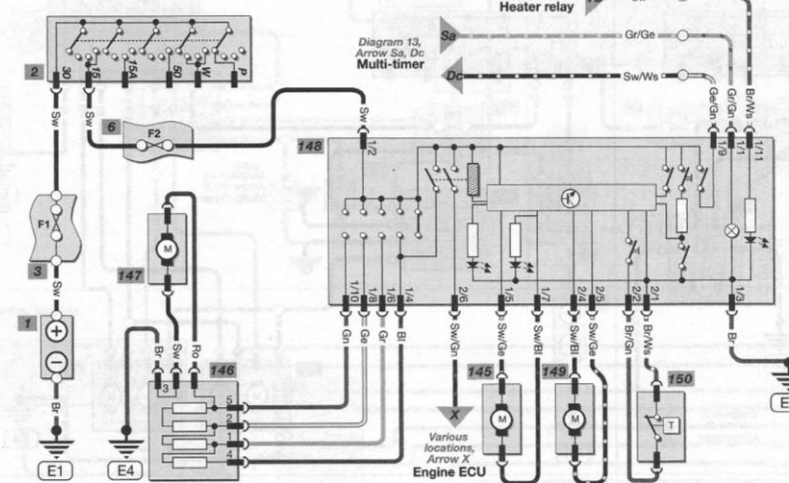 Heater relay
Sa
Gr/Ge
Diagram 13,
Arrow Sa, Dc
Multi-timer
Dc
Sw/Ws
Ge/Gn
Gr/Gn
Br/Ws
2
30
15
15A
50
W
P
Sw
Sw
6
F2
Sw
148
1/2
1/9
1/1
1/11
F1
3
Sw
147
M
1
Br
Br
Sw
Ro
146
3
5
1
4
E1
E4
1/10
1/8
1/6
1/4
2/6
1/5
1/7
2/4
2/5
2/2
2/1
1/3
Gn
Ge
Gr
Bl
Sw/Gn
Sw/Ge
Sw/Bl
Sw/Bl
Sw/Ge
Br/Gn
Br/Ws
Br
145
M
149
M
150
T
X
Various
locations,
Arrow X
Engine ECU
E